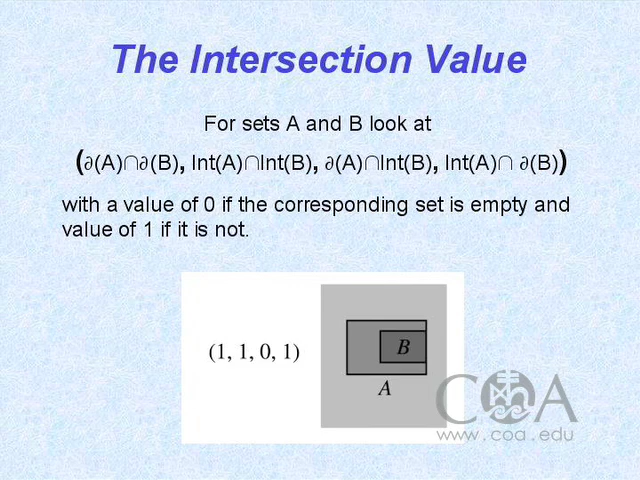 The Intersection Value
For sets A and B look at
(∂(A)∩∂(B), Int(A)∩Int(B), ∂(A)∩Int(B), Int(A)∩ ∂(B))
with a value of 0 if the corresponding set is empty and
value of 1 if it is not.
(1, 1, 0, 1)
B
A
COA
www.coa.edu